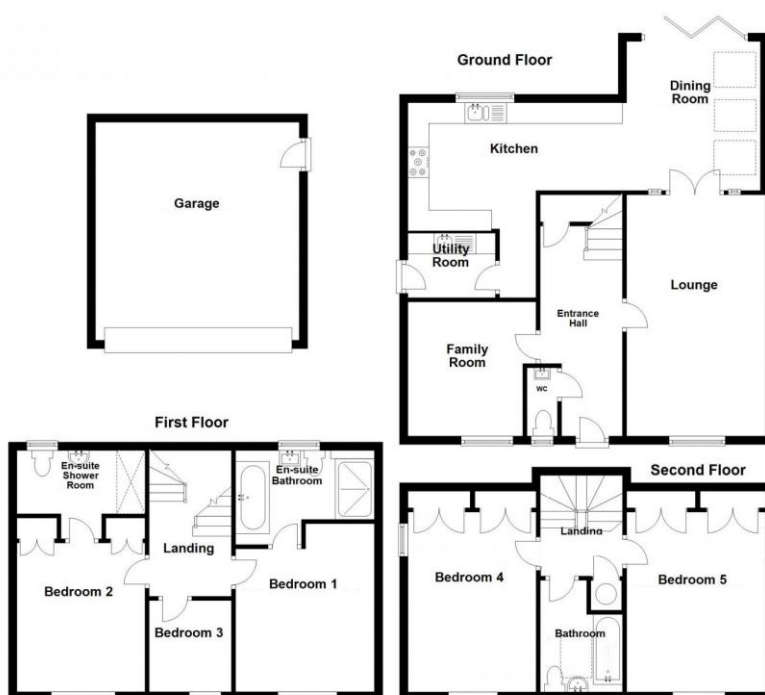 Ground Floor
Dining
Room
Kitchen
Garage
Utility
Room
Lounge
Entrance
Hall
Family
Room
WC
First Floor
En-suite
Shower
Room
En-suite
Bathroom
Landing
Bedroom 2
Bedroom 1
Bedroom 3
Second Floor
Landing
Bedroom 4
Bedroom 5
Bathroom